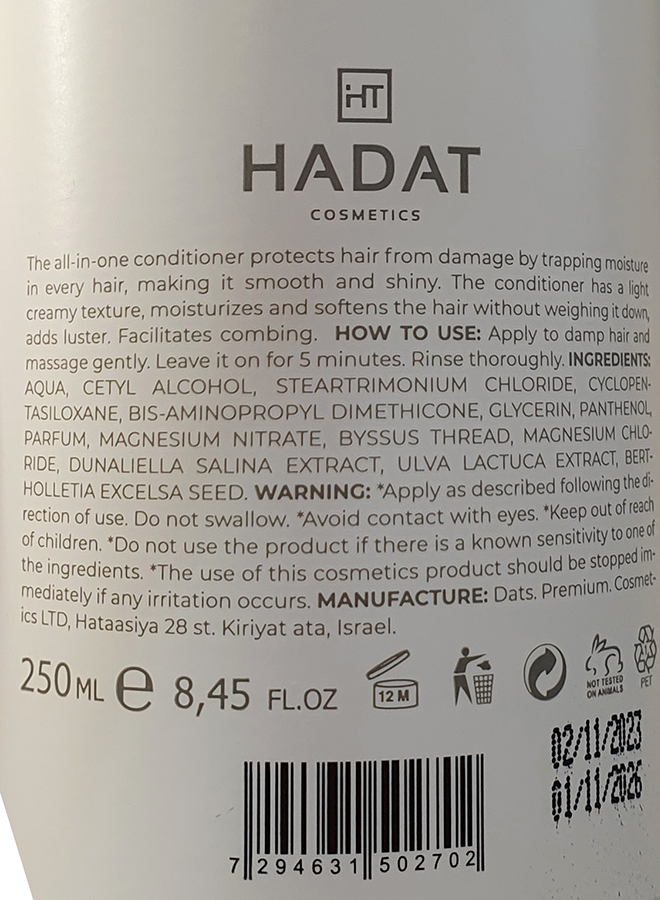 HT
HADAT
COSMETICS
The all-in-one conditioner protects hair from damage by trapping moisture
in every hair, making it smooth and shiny. The conditioner has a light
creamy texture, moisturizes and softens the hair without weighing it down,
adds luster. Facilitates combing. HOW TO USE: Apply to damp hair and
massage gently. Leave it on for 5 minutes. Rinse thoroughly. INGREDIENTS:
AQUA, CETYL ALCOHOL, STEARTRIMONIUM CHLORIDE, CYCLOPEN-
TASILOXANE, BIS-AMINOPROPYL DIMETHICONE, GLYCERIN, PANTHENOL,
PARFUM, MAGNESIUM NITRATE, BYSSUS THREAD, MAGNESIUM CHLO-
RIDE, DUNALIELLA SALINA EXTRACT, ULVA LACTUCA EXTRACT, BERT-
HOLLETIA EXCELSA SEED. WARNING: *Apply as described following the di-
rection of use. Do not swallow. *Avoid contact with eyes. *Keep out of reach
of children. *Do not use the product if there is a known sensitivity to one of
the ingredients. *The use of this cosmetics product should be stopped im-
mediately if any irritation occurs. MANUFACTURE: Dats. Premium. Cosmet-
ics LTD, Hataasiya 28 st. Kiriyat ata, Israel.
250 ML e 8,45 FL.OZ
12 M
NOT TESTED
ON ANIMALS
PET
02/11/2023
01/11/2026
7 294631 502702